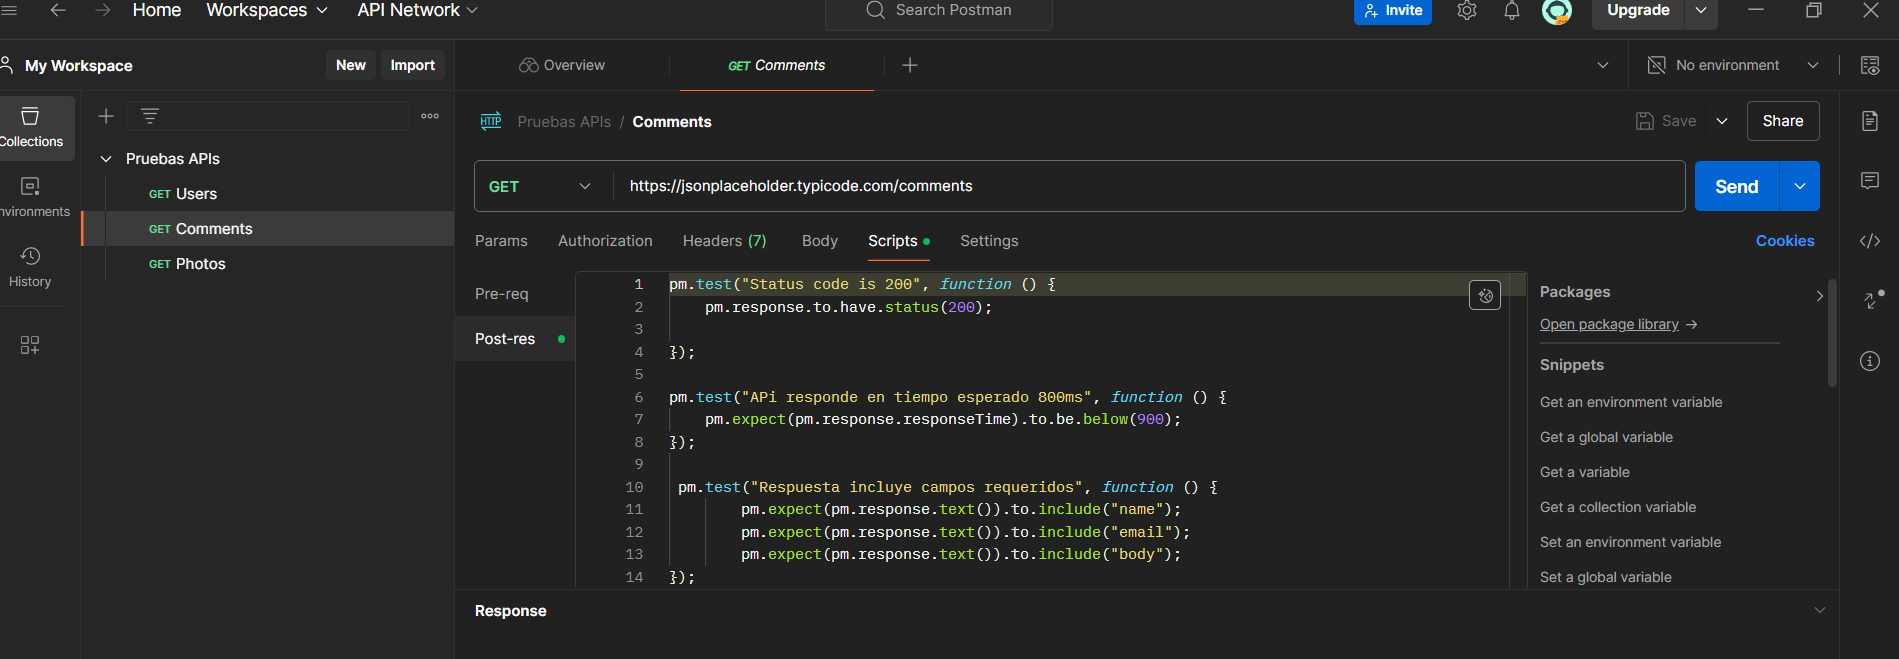 Home Workspaces API Network Search Postman Invite Upgrade
My Workspace New Import Overview GET Comments No environment
Collections
Pruebas APIs / Comments Save Share
Pruebas APIs
GET Users
GET Comments
GET Photos
nvironments
History
GET https://jsonplaceholder.typicode.com/comments Send
Params Authorization Headers (7) Body Scripts Settings Cookies
Pre-req
Post-res
1 pm.test("Status code is 200", function () {
2 pm.response.to.have.status(200);
3
4 });
5
6 pm.test("APi responde en tiempo esperado 800ms", function () {
7 pm.expect(pm.response.responseTime).to.be.below(900);
8 });
9
10 pm.test("Respuesta incluye campos requeridos", function () {
11 pm.expect(pm.response.text()).to.include("name");
12 pm.expect(pm.response.text()).to.include("email");
13 pm.expect(pm.response.text()).to.include("body");
14 });
Packages
Open package library →
Snippets
Get an environment variable
Get a global variable
Get a variable
Get a collection variable
Set an environment variable
Set a global variable
Response